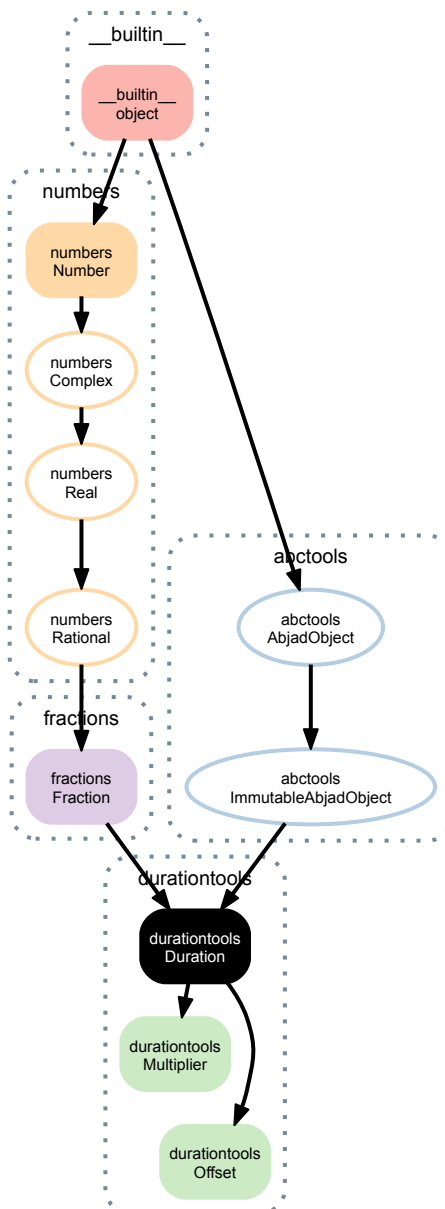 __builtin__
__builtin__
object
numbers
numbers
Number
numbers
Complex
numbers
Real
abctools
numbers
Rational
abctools
AbjadObject
fractions
fractions
Fraction
abctools
ImmutableAbjadObject
durationtools
durationtools
Duration
durationtools
Multiplier
durationtools
Offset